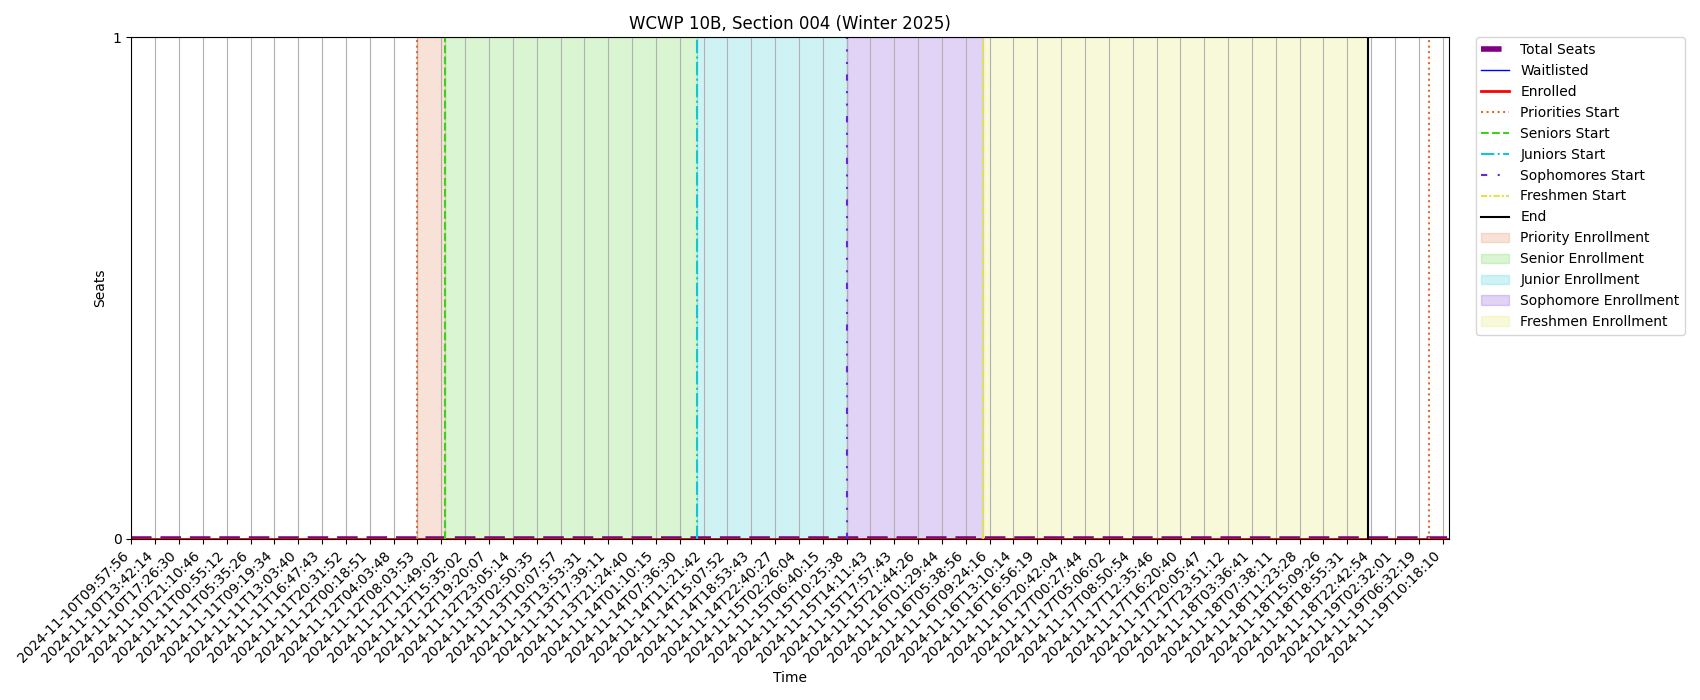 WCWP 10B, Section 004 (Winter 2025)
1
0
Seats
2024-11-10T09:57:56
2024-11-10T13:42:14
2024-11-10T17:26:30
2024-11-10T21:10:46
2024-11-11T00:55:12
2024-11-11T05:35:26
2024-11-11T09:19:34
2024-11-11T13:03:40
2024-11-11T16:47:43
2024-11-11T20:31:52
2024-11-12T00:18:51
2024-11-12T04:03:48
2024-11-12T08:03:53
2024-11-12T11:49:02
2024-11-12T15:35:02
2024-11-12T19:20:07
2024-11-12T23:05:14
2024-11-13T02:50:35
2024-11-13T10:07:57
2024-11-13T13:53:31
2024-11-13T17:39:11
2024-11-13T21:24:40
2024-11-14T01:10:15
2024-11-14T07:36:30
2024-11-14T11:21:42
2024-11-14T15:07:52
2024-11-14T18:53:43
2024-11-14T22:40:27
2024-11-15T02:26:04
2024-11-15T06:40:15
2024-11-15T10:25:38
2024-11-15T14:11:43
2024-11-15T17:57:43
2024-11-15T21:44:26
2024-11-16T01:29:44
2024-11-16T05:38:56
2024-11-16T09:24:16
2024-11-16T13:10:14
2024-11-16T16:56:19
2024-11-16T20:42:04
2024-11-17T00:27:44
2024-11-17T05:06:02
2024-11-17T08:50:54
2024-11-17T12:35:46
2024-11-17T16:20:40
2024-11-17T20:05:47
2024-11-17T23:51:12
2024-11-18T03:36:41
2024-11-18T07:38:11
2024-11-18T11:23:28
2024-11-18T15:09:26
2024-11-18T18:55:31
2024-11-18T22:42:54
2024-11-19T02:32:01
2024-11-19T06:32:19
2024-11-19T10:18:10
Time
Total Seats
Waitlisted
Enrolled
Priorities Start
Seniors Start
Juniors Start
Sophomores Start
Freshmen Start
End
Priority Enrollment
Senior Enrollment
Junior Enrollment
Sophomore Enrollment
Freshmen Enrollment